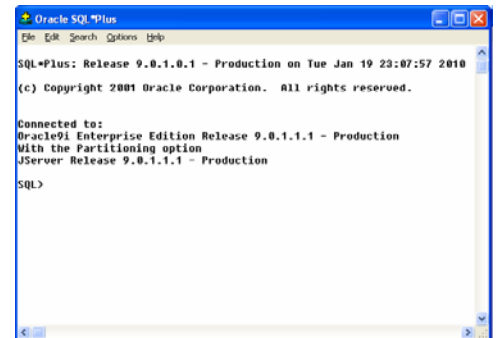 Oracle SQL*Plus
File Edit Search Options Help
SQL*Plus: Release 9.0.1.0.1 - Production on Tue Jan 19 23:07:57 2010
(c) Copyright 2001 Oracle Corporation.  All rights reserved.
Connected to:
Oracle9i Enterprise Edition Release 9.0.1.1.1 - Production
With the Partitioning option
JServer Release 9.0.1.1.1 - Production
SQL>